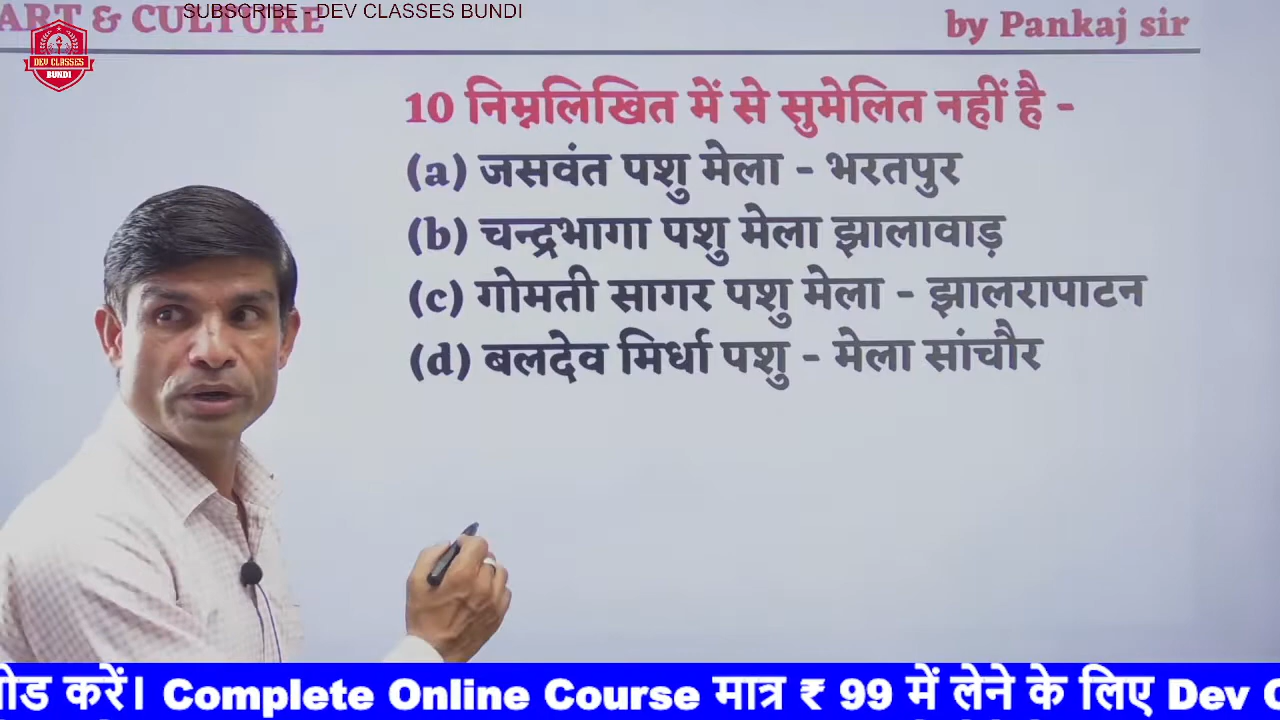 SUBSCRIBE - DEV CLASSES BUNDI
ART & CULTURE
by Pankaj sir
DEV CLASSES
BUNDI
10 निम्नलिखित में से सुमेलित नहीं है -
(a) जसवंत पशु मेला - भरतपुर
(b) चन्द्रभागा पशु मेला झालावाड़
(c) गोमती सागर पशु मेला - झालरापाटन
(d) बलदेव मिर्धा पशु - मेला सांचौर
करें। Complete Online Course मात्र ₹ 99 में लेने के लिए Dev